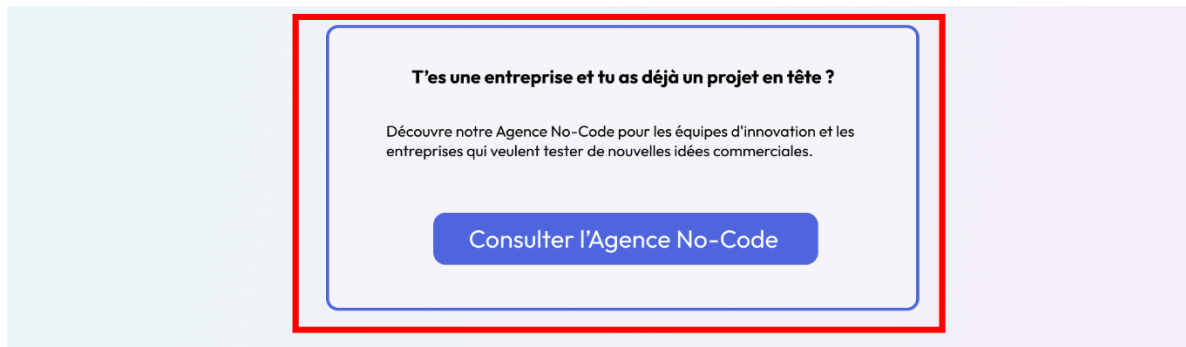 T’es une entreprise et tu as déjà un projet en tête ?
Découvre notre Agence No-Code pour les équipes d'innovation et les
entreprises qui veulent tester de nouvelles idées commerciales.
Consulter l’Agence No-Code